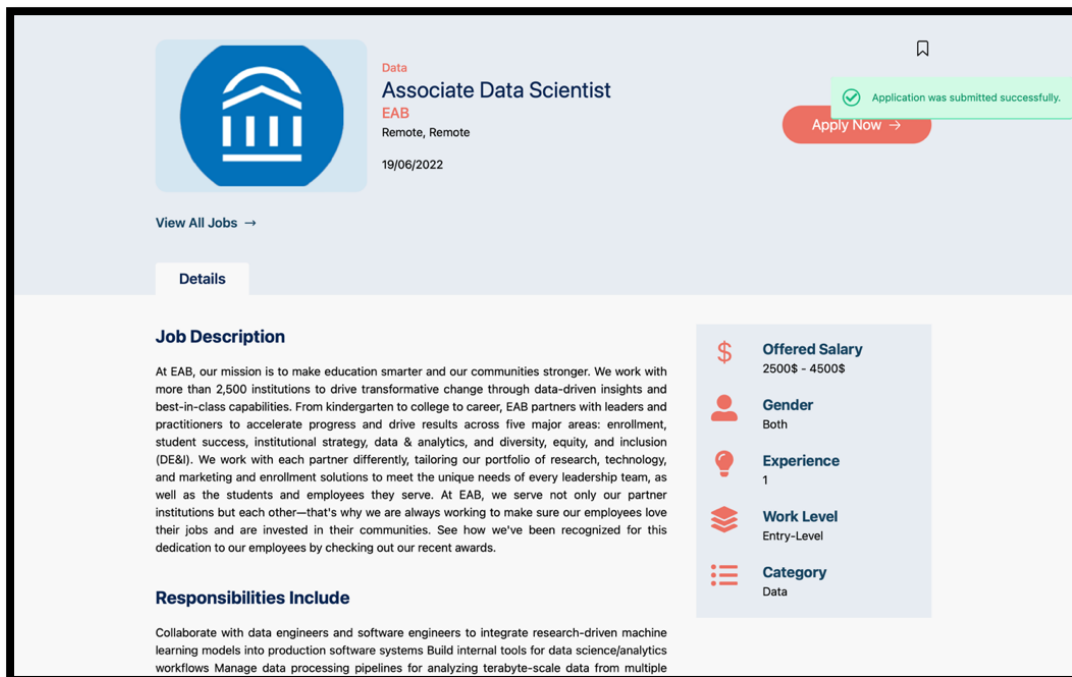 Data
Associate Data Scientist
EAB
Remote, Remote
19/06/2022
Application was submitted successfully.
Apply Now →
View All Jobs →
Details
Job Description
At EAB, our mission is to make education smarter and our communities stronger. We work with
more than 2,500 institutions to drive transformative change through data-driven insights and
best-in-class capabilities. From kindergarten to college to career, EAB partners with leaders and
practitioners to accelerate progress and drive results across five major areas: enrollment,
student success, institutional strategy, data & analytics, and diversity, equity, and inclusion
(DE&I). We work with each partner differently, tailoring our portfolio of research, technology,
and marketing and enrollment solutions to meet the unique needs of every leadership team, as
well as the students and employees they serve. At EAB, we serve not only our partner
institutions but each other—that's why we are always working to make sure our employees love
their jobs and are invested in their communities. See how we've been recognized for this
dedication to our employees by checking out our recent awards.
Responsibilities Include
Collaborate with data engineers and software engineers to integrate research-driven machine
learning models into production software systems Build internal tools for data science/analytics
workflows Manage data processing pipelines for analyzing terabyte-scale data from multiple
Offered Salary
2500$ - 4500$
Gender
Both
Experience
1
Work Level
Entry-Level
Category
Data